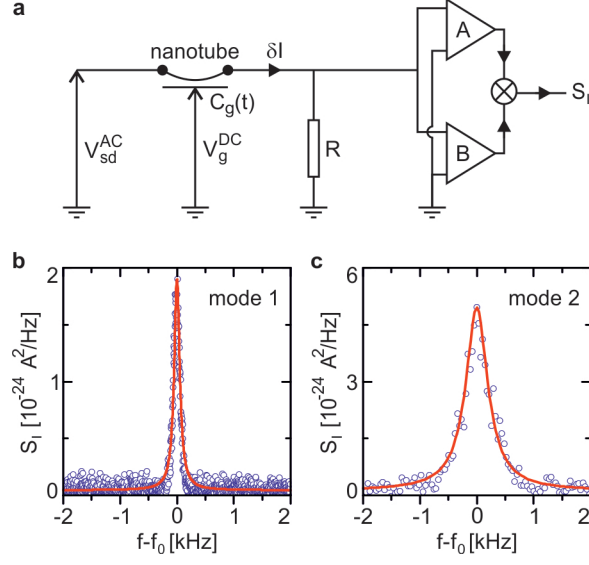 a
nanotube
δI
A
B
S_I
C_g(t)
V_sd^AC
V_g^DC
R
b
mode 1
S_I [10^-24 A^2/Hz]
2
1
0
-2 -1 0 1 2
f-f_0 [kHz]
c
mode 2
S_I [10^-24 A^2/Hz]
6
3
0
-2 -1 0 1 2
f-f_0 [kHz]